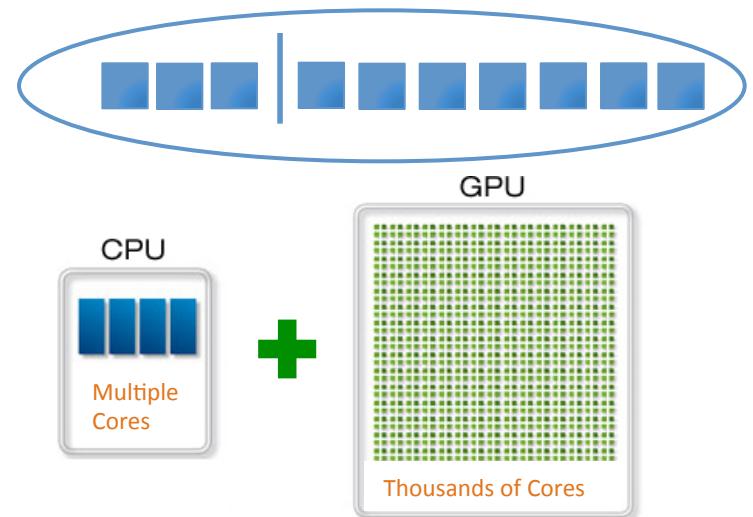 GPU
CPU
Multiple
Cores
Thousands of Cores